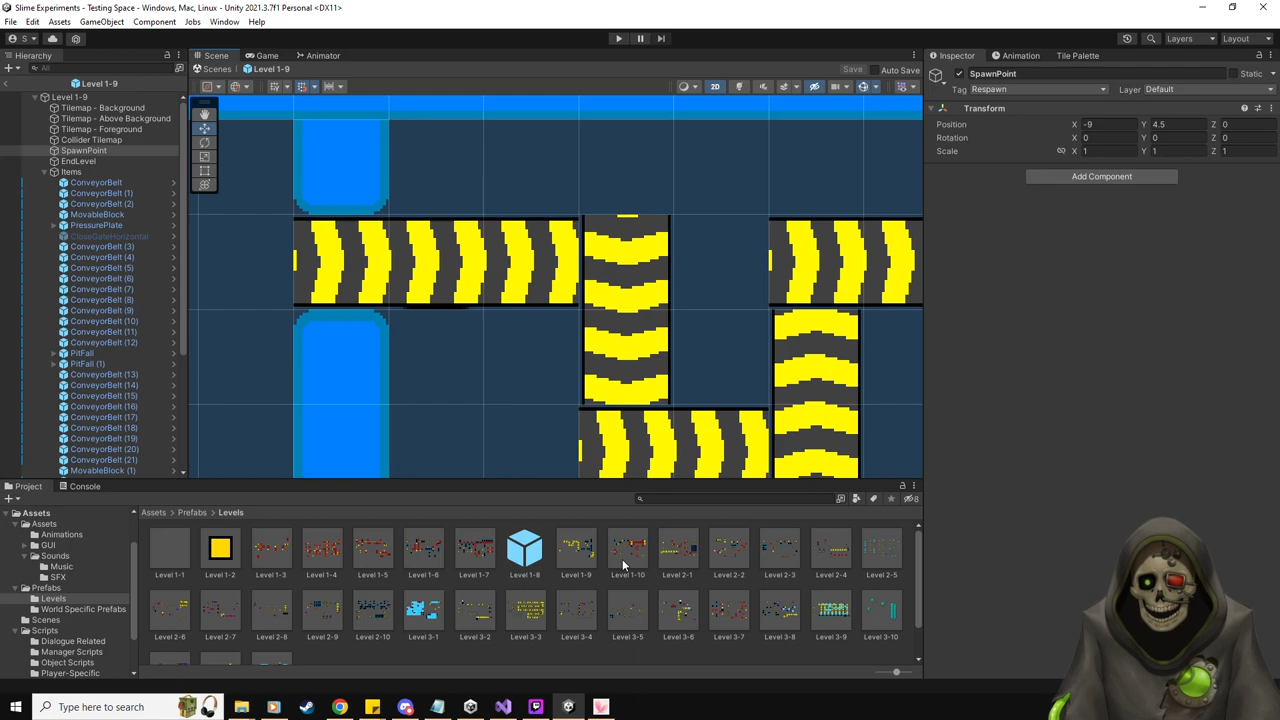 Slime Experiments - Testing Space - Windows, Mac, Linux - Unity 2021.3.7f1 Personal <DX11>
File Edit Assets GameObject Component Jobs Window Help
S Layers Layout
Hierarchy Scene Game Animator Inspector Animation Tile Palette
All Scenes Level 1-9 Save Auto Save
SpawnPoint Static
Level 1-9
2D
Tag Respawn Layer Default
Level 1-9
Tilemap - Background
Tilemap - Above Background
Tilemap - Foreground
Collider Tilemap
SpawnPoint
EndLevel
Items
ConveyorBelt
ConveyorBelt (1)
ConveyorBelt (2)
MovableBlock
PressurePlate
CloseGateHorizontal
ConveyorBelt (3)
ConveyorBelt (4)
ConveyorBelt (5)
ConveyorBelt (6)
ConveyorBelt (7)
ConveyorBelt (8)
ConveyorBelt (9)
ConveyorBelt (10)
ConveyorBelt (11)
ConveyorBelt (12)
PitFall
PitFall (1)
ConveyorBelt (13)
ConveyorBelt (14)
ConveyorBelt (15)
ConveyorBelt (16)
ConveyorBelt (17)
ConveyorBelt (18)
ConveyorBelt (19)
ConveyorBelt (20)
ConveyorBelt (21)
MovableBlock (1)
Transform
Position X -9 Y 4.5 Z 0
Rotation X 0 Y 0 Z 0
Scale X 1 Y 1 Z 1
Add Component
Project Console
8
Assets
Assets
Animations
GUI
Sounds
Music
SFX
Prefabs
Levels
World Specific Prefabs
Scenes
Scripts
Dialogue Related
Manager Scripts
Object Scripts
Player-Specific
Assets > Prefabs > Levels
Level 1-1 Level 1-2 Level 1-3 Level 1-4 Level 1-5 Level 1-6 Level 1-7 Level 1-8 Level 1-9 Level 1-10 Level 2-1 Level 2-2 Level 2-3 Level 2-4 Level 2-5
Level 2-6 Level 2-7 Level 2-8 Level 2-9 Level 2-10 Level 3-1 Level 3-2 Level 3-3 Level 3-4 Level 3-5 Level 3-6 Level 3-7 Level 3-8 Level 3-9 Level 3-10
Type here to search